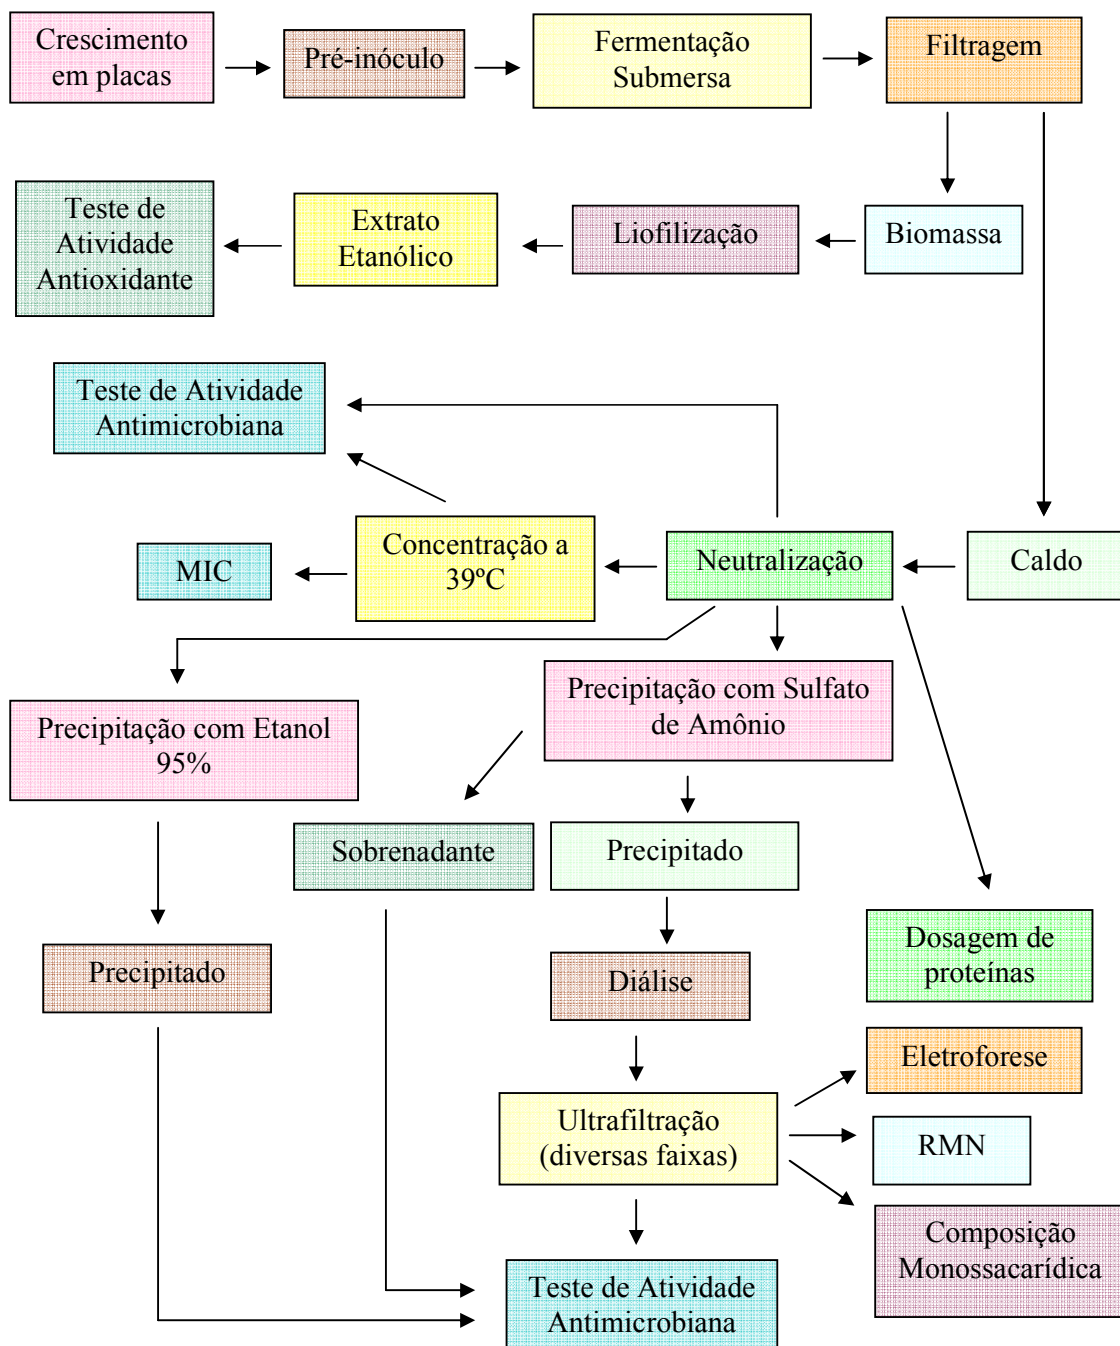 Crescimento
em placas
Pré-inóculo
Fermentação
Submersa
Filtragem
Teste de
Atividade
Antioxidante
Extrato
Etanólico
Liofilização
Biomassa
Teste de Atividade
Antimicrobiana
MIC
Concentração a
39ºC
Neutralização
Caldo
Precipitação com Etanol
95%
Precipitação com Sulfato
de Amônio
Sobrenadante
Precipitado
Precipitado
Diálise
Dosagem de
proteínas
Eletroforese
Ultrafiltração
(diversas faixas)
RMN
Composição
Monossacarídica
Teste de Atividade
Antimicrobiana